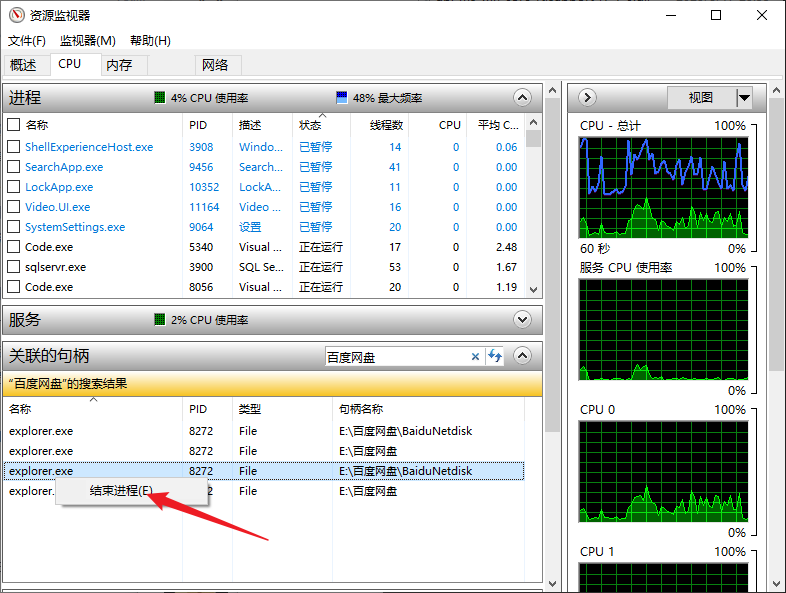 资源监视器
文件(F) 监视器(M) 帮助(H)
概述 CPU 内存 网络
进程 4% CPU 使用率 48% 最大频率
名称 PID 描述 状态 线程数 CPU 平均 C...
ShellExperienceHost.exe 3908 Windo... 已暂停 14 0 0.06
SearchApp.exe 9456 Search... 已暂停 41 0 0.00
LockApp.exe 10352 LockA... 已暂停 11 0 0.00
Video.UI.exe 11164 Video ... 已暂停 16 0 0.00
SystemSettings.exe 9064 设置 已暂停 20 0 0.00
Code.exe 5340 Visual ... 正在运行 17 0 2.48
sqlservr.exe 3900 SQL Se... 正在运行 53 0 1.67
Code.exe 8056 Visual ... 正在运行 20 0 1.19
服务 2% CPU 使用率
关联的句柄 百度网盘
“百度网盘”的搜索结果
名称 PID 类型 句柄名称
explorer.exe 8272 File E:\百度网盘\BaiduNetdisk
explorer.exe 8272 File E:\百度网盘
explorer.exe 8272 File E:\百度网盘\BaiduNetdisk
explorer. 2 File E:\百度网盘
结束进程(E)
视图
CPU - 总计 100%
60 秒 0%
服务 CPU 使用率 100%
0%
CPU 0 100%
0%
CPU 1 100%